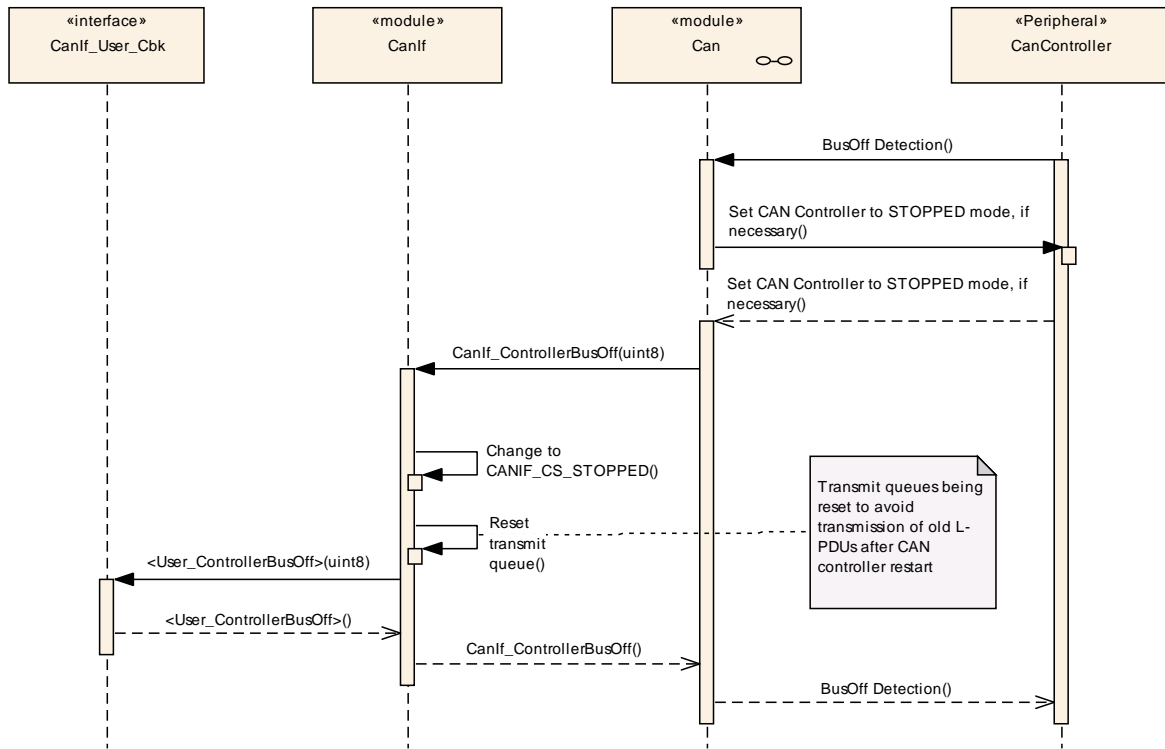 «interface»
CanIf_User_Cbk
«module»
CanIf
«module»
Can
«Peripheral»
CanController
BusOff Detection()
Set CAN Controller to STOPPED mode, if
necessary()
Set CAN Controller to STOPPED mode, if
necessary()
CanIf_ControllerBusOff(uint8)
Change to
CANIF_CS_STOPPED()
Transmit queues being
reset to avoid
transmission of old L-
PDUs after CAN
controller restart
Reset
transmit
queue()
<User_ControllerBusOff>(uint8)
<User_ControllerBusOff>()
CanIf_ControllerBusOff()
BusOff Detection()